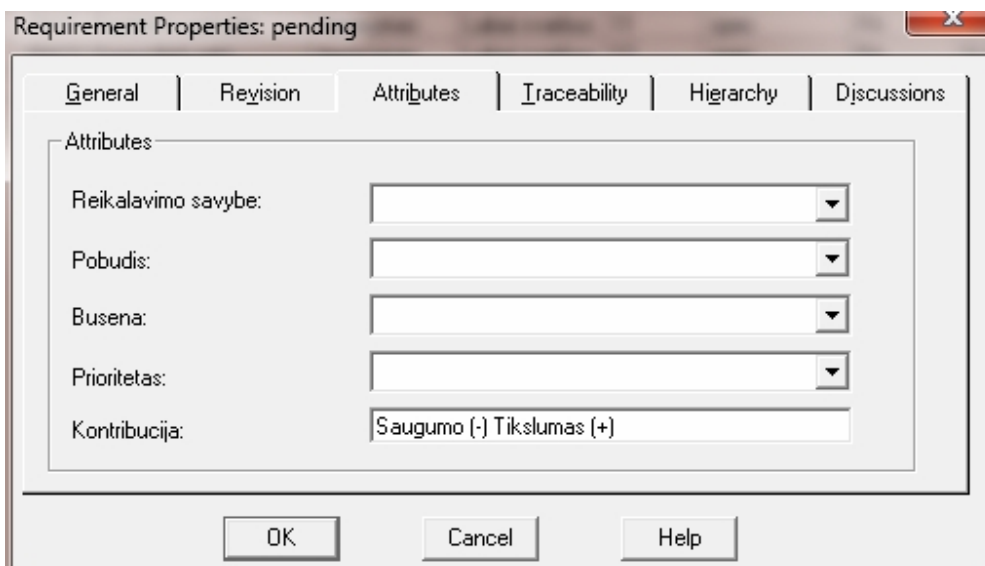 Requirement Properties: pending
General Revision Attributes Traceability Hierarchy Discussions
Attributes
Reikalavimo savybe:
Pobudis:
Busena:
Prioritetas:
Kontribucija: Saugumo (-) Tikslumas (+)
OK Cancel Help